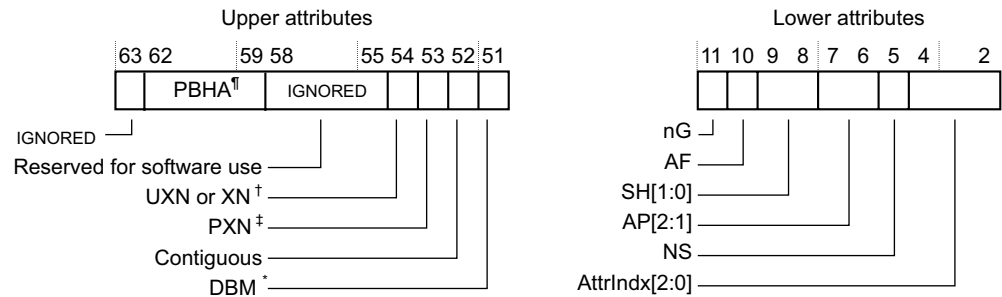 Upper attributes
63 62 59 58 55 54 53 52 51
PBHA¶ IGNORED
IGNORED
Reserved for software use
UXN or XN †
PXN ‡
Contiguous
DBM *
Lower attributes
11 10 9 8 7 6 5 4 2
nG
AF
SH[1:0]
AP[2:1]
NS
AttrIndx[2:0]